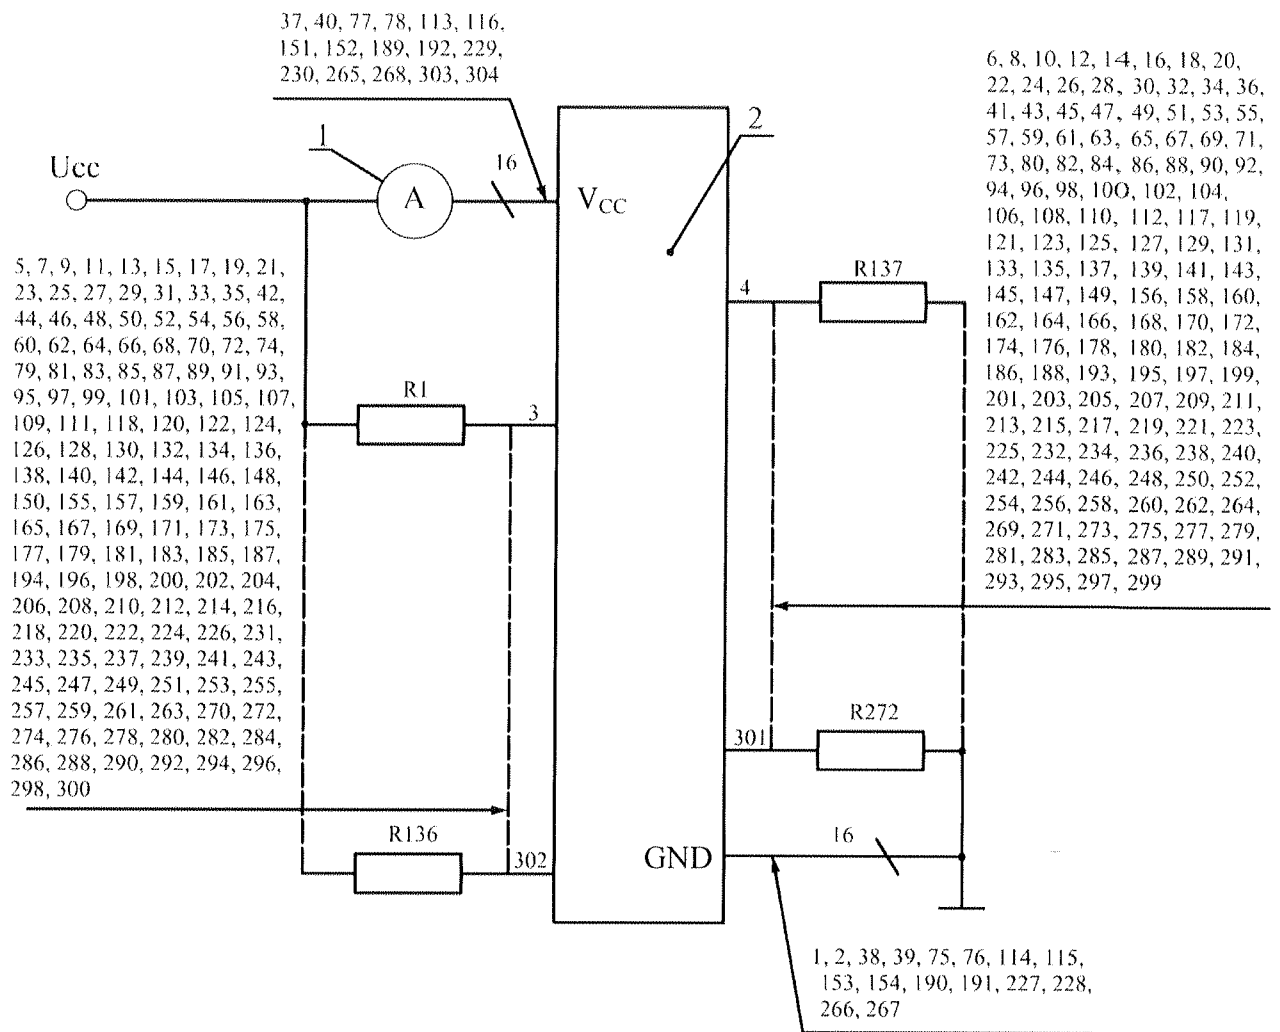 37, 40, 77, 78, 113, 116,
151, 152, 189, 192, 229,
230, 265, 268, 303, 304
6, 8, 10, 12, 14, 16, 18, 20,
22, 24, 26, 28, 30, 32, 34, 36,
41, 43, 45, 47, 49, 51, 53, 55,
57, 59, 61, 63, 65, 67, 69, 71,
73, 80, 82, 84, 86, 88, 90, 92,
94, 96, 98, 100, 102, 104,
106, 108, 110, 112, 117, 119,
121, 123, 125, 127, 129, 131,
133, 135, 137, 139, 141, 143,
145, 147, 149, 156, 158, 160,
162, 164, 166, 168, 170, 172,
174, 176, 178, 180, 182, 184,
186, 188, 193, 195, 197, 199,
201, 203, 205, 207, 209, 211,
213, 215, 217, 219, 221, 223,
225, 232, 234, 236, 238, 240,
242, 244, 246, 248, 250, 252,
254, 256, 258, 260, 262, 264,
269, 271, 273, 275, 277, 279,
281, 283, 285, 287, 289, 291,
293, 295, 297, 299
1
2
Ucc
A
16
VCC
5, 7, 9, 11, 13, 15, 17, 19, 21,
23, 25, 27, 29, 31, 33, 35, 42,
44, 46, 48, 50, 52, 54, 56, 58,
60, 62, 64, 66, 68, 70, 72, 74,
79, 81, 83, 85, 87, 89, 91, 93,
95, 97, 99, 101, 103, 105, 107,
109, 111, 118, 120, 122, 124,
126, 128, 130, 132, 134, 136,
138, 140, 142, 144, 146, 148,
150, 155, 157, 159, 161, 163,
165, 167, 169, 171, 173, 175,
177, 179, 181, 183, 185, 187,
194, 196, 198, 200, 202, 204,
206, 208, 210, 212, 214, 216,
218, 220, 222, 224, 226, 231,
233, 235, 237, 239, 241, 243,
245, 247, 249, 251, 253, 255,
257, 259, 261, 263, 270, 272,
274, 276, 278, 280, 282, 284,
286, 288, 290, 292, 294, 296,
298, 300
4
R137
R1
3
301
R272
R136
302
GND
16
1, 2, 38, 39, 75, 76, 114, 115,
153, 154, 190, 191, 227, 228,
266, 267